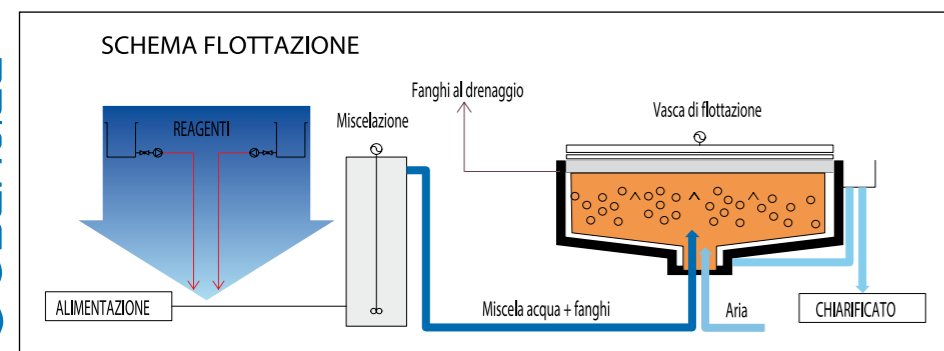 SCHEMA FLOTTAZIONE
Fanghi al drenaggio
Vasca di flottazione
REAGENTI
Miscelazione
ALIMENTAZIONE
Miscela acqua + fanghi
Aria
CHIARIFICATO